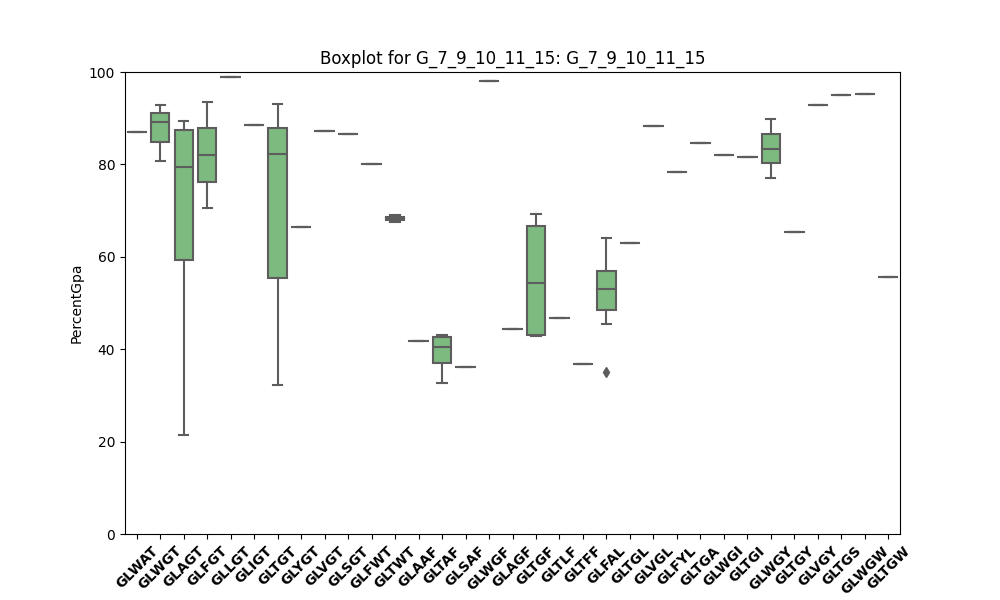 Boxplot for G_7_9_10_11_15: G_7_9_10_11_15
100
80
60
40
20
0
PercentGpa
GLWAT
GLWGT
GLAGT
GLFGT
GLLGT
GLIGT
GLTGT
GLYGT
GLVGT
GLSGT
GLFWT
GLTWT
GLAAF
GLTAF
GLSAF
GLWGF
GLAGF
GLTGF
GLTLF
GLTFF
GLFAL
GLTGL
GLVGL
GLFYL
GLTGA
GLWGI
GLTGI
GLWGY
GLTGY
GLVGY
GLTGS
GLWGW
GLTGW